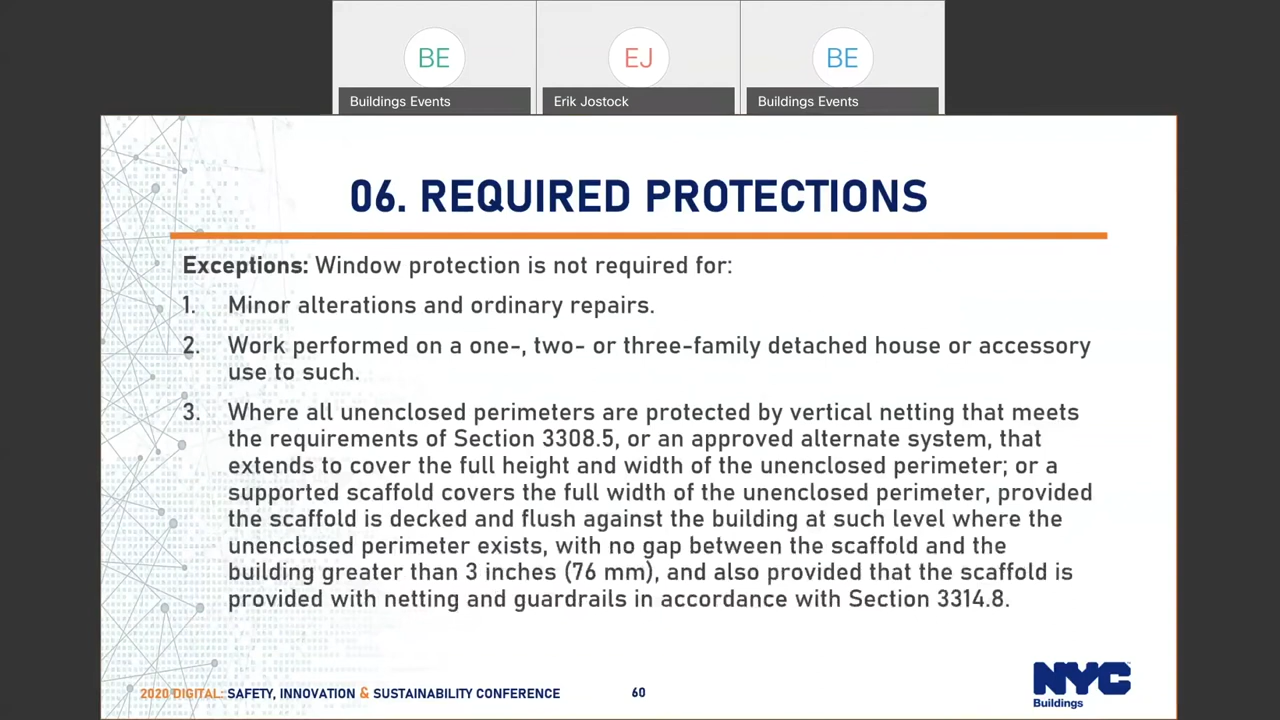 BE
EJ
BE
Buildings Events
Erik Jostock
Buildings Events
06. REQUIRED PROTECTIONS
Exceptions: Window protection is not required for:
1. Minor alterations and ordinary repairs.
2. Work performed on a one-, two- or three-family detached house or accessory
use to such.
3. Where all unenclosed perimeters are protected by vertical netting that meets
the requirements of Section 3308.5, or an approved alternate system, that
extends to cover the full height and width of the unenclosed perimeter; or a
supported scaffold covers the full width of the unenclosed perimeter, provided
the scaffold is decked and flush against the building at such level where the
unenclosed perimeter exists, with no gap between the scaffold and the
building greater than 3 inches (76 mm), and also provided that the scaffold is
provided with netting and guardrails in accordance with Section 3314.8.
2020 DIGITAL: SAFETY, INNOVATION & SUSTAINABILITY CONFERENCE
60
NYC
Buildings